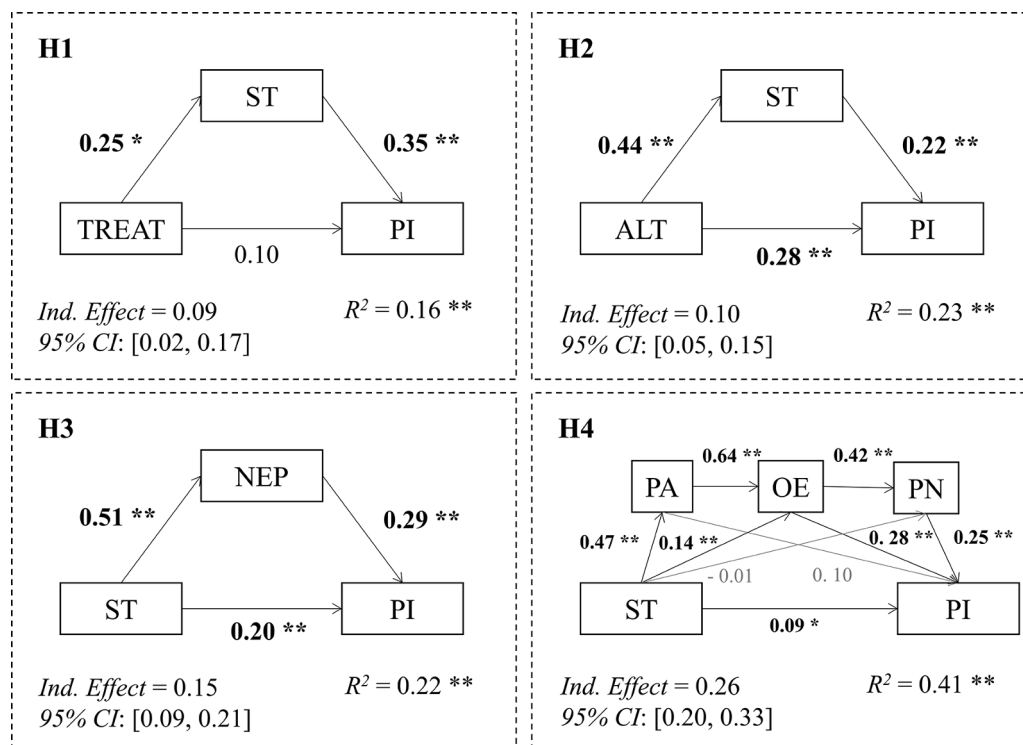 H1
ST
0.25 *
0.35 **
TREAT
PI
0.10
Ind. Effect = 0.09
R² = 0.16 **
95% CI: [0.02, 0.17]
H2
ST
0.44 **
0.22 **
ALT
PI
0.28 **
Ind. Effect = 0.10
R² = 0.23 **
95% CI: [0.05, 0.15]
H3
NEP
0.51 **
0.29 **
ST
PI
0.20 **
Ind. Effect = 0.15
R² = 0.22 **
95% CI: [0.09, 0.21]
H4
0.64 **
0.42 **
PA
OE
PN
0.47 **
0.14 **
0. 28 **
0.25 **
- 0.01
0. 10
ST
PI
0.09 *
Ind. Effect = 0.26
R² = 0.41 **
95% CI: [0.20, 0.33]